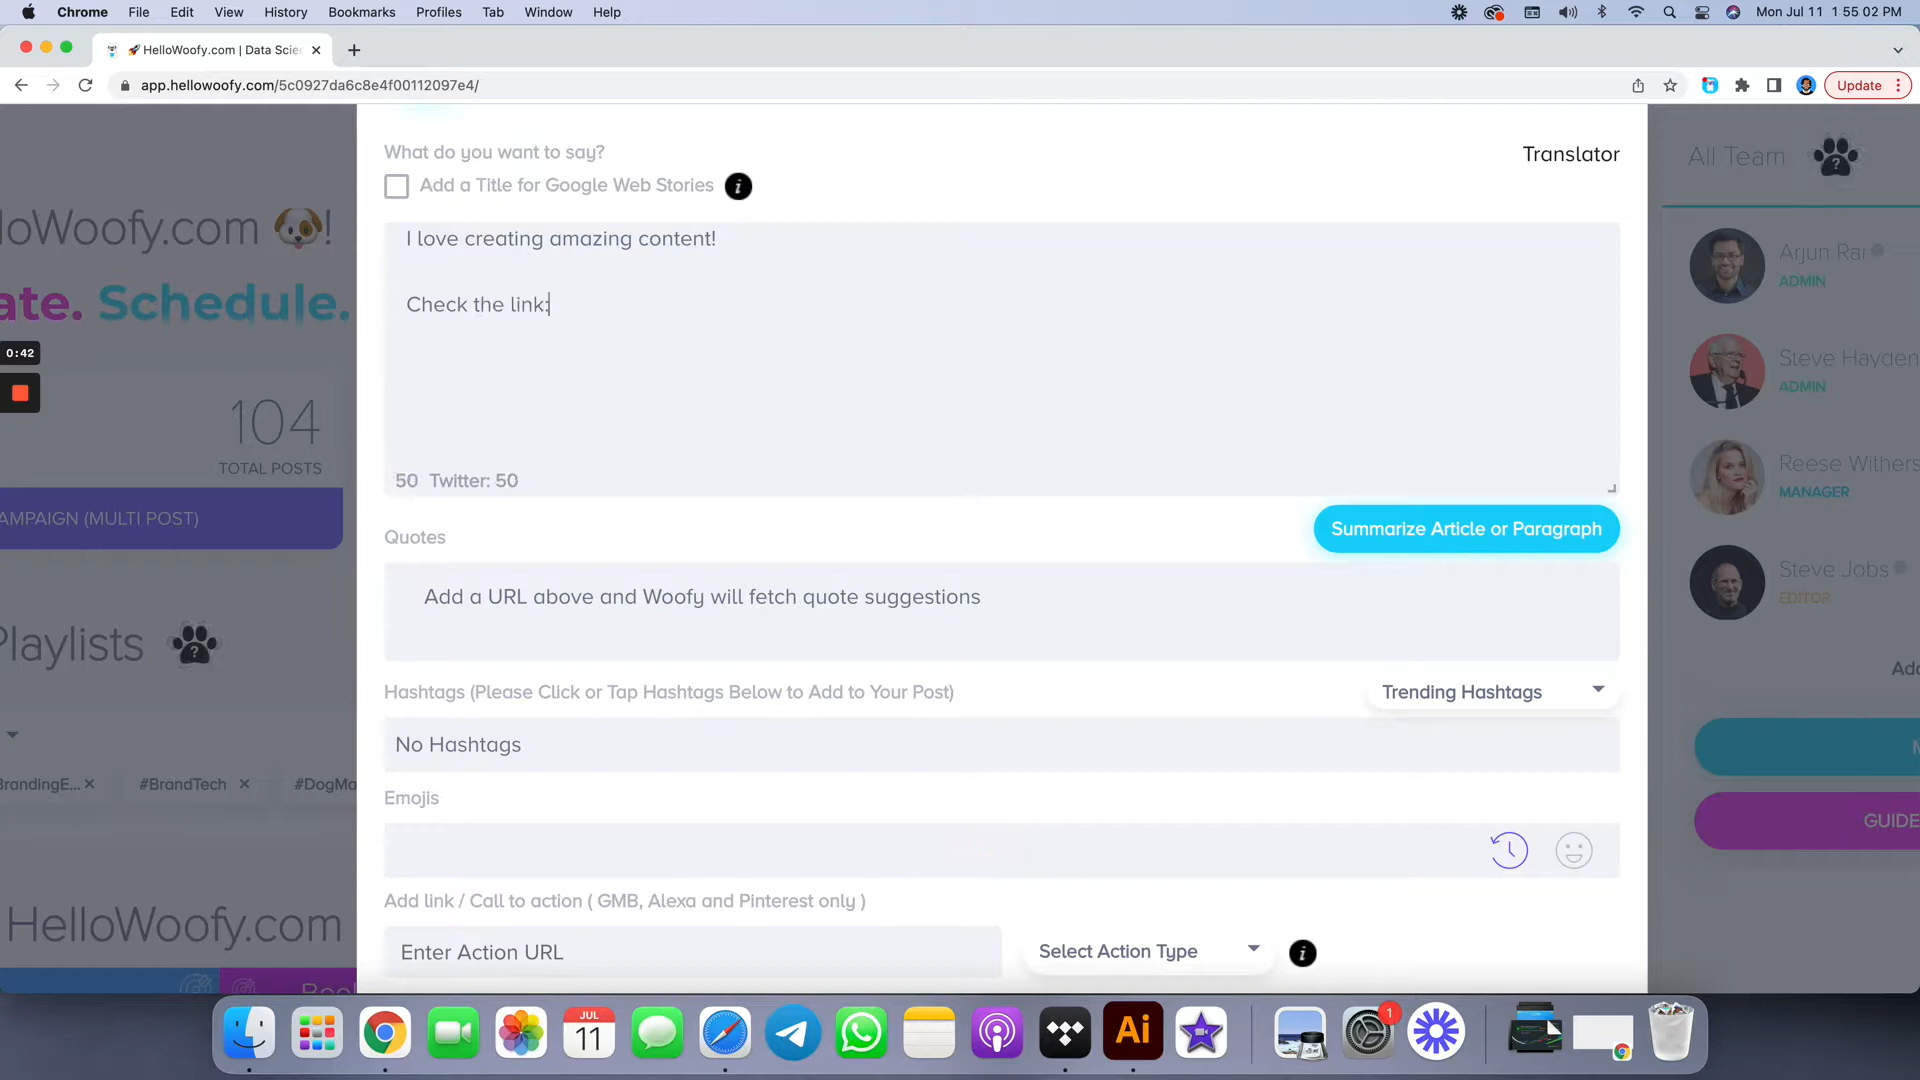 Chrome File Edit View History Bookmarks Profiles Tab Window Help
Mon Jul 11 1 55 02 PM
HelloWoofy.com | Data Scie
app.hellowoofy.com/5c0927da6c8e4f00112097e4/
Update
What do you want to say?
Translator
Add a Title for Google Web Stories
i
I love creating amazing content!
Check the link:
50 Twitter: 50
Quotes
Summarize Article or Paragraph
Add a URL above and Woofy will fetch quote suggestions
Hashtags (Please Click or Tap Hashtags Below to Add to Your Post)
Trending Hashtags
No Hashtags
Emojis
Add link / Call to action ( GMB, Alexa and Pinterest only )
Enter Action URL
Select Action Type
i
loWoofy.com !
ate. Schedule.
0:42
104
TOTAL POSTS
AMPAIGN (MULTI POST)
Playlists
?
BrandingE... ×
#BrandTech ×
#DogMa
HelloWoofy.com
All Team
?
Arjun Rai
ADMIN
Steve Hayden
ADMIN
Reese Withers
MANAGER
Steve Jobs
EDITOR
Add
GUIDE
JUL
11
Ai
1